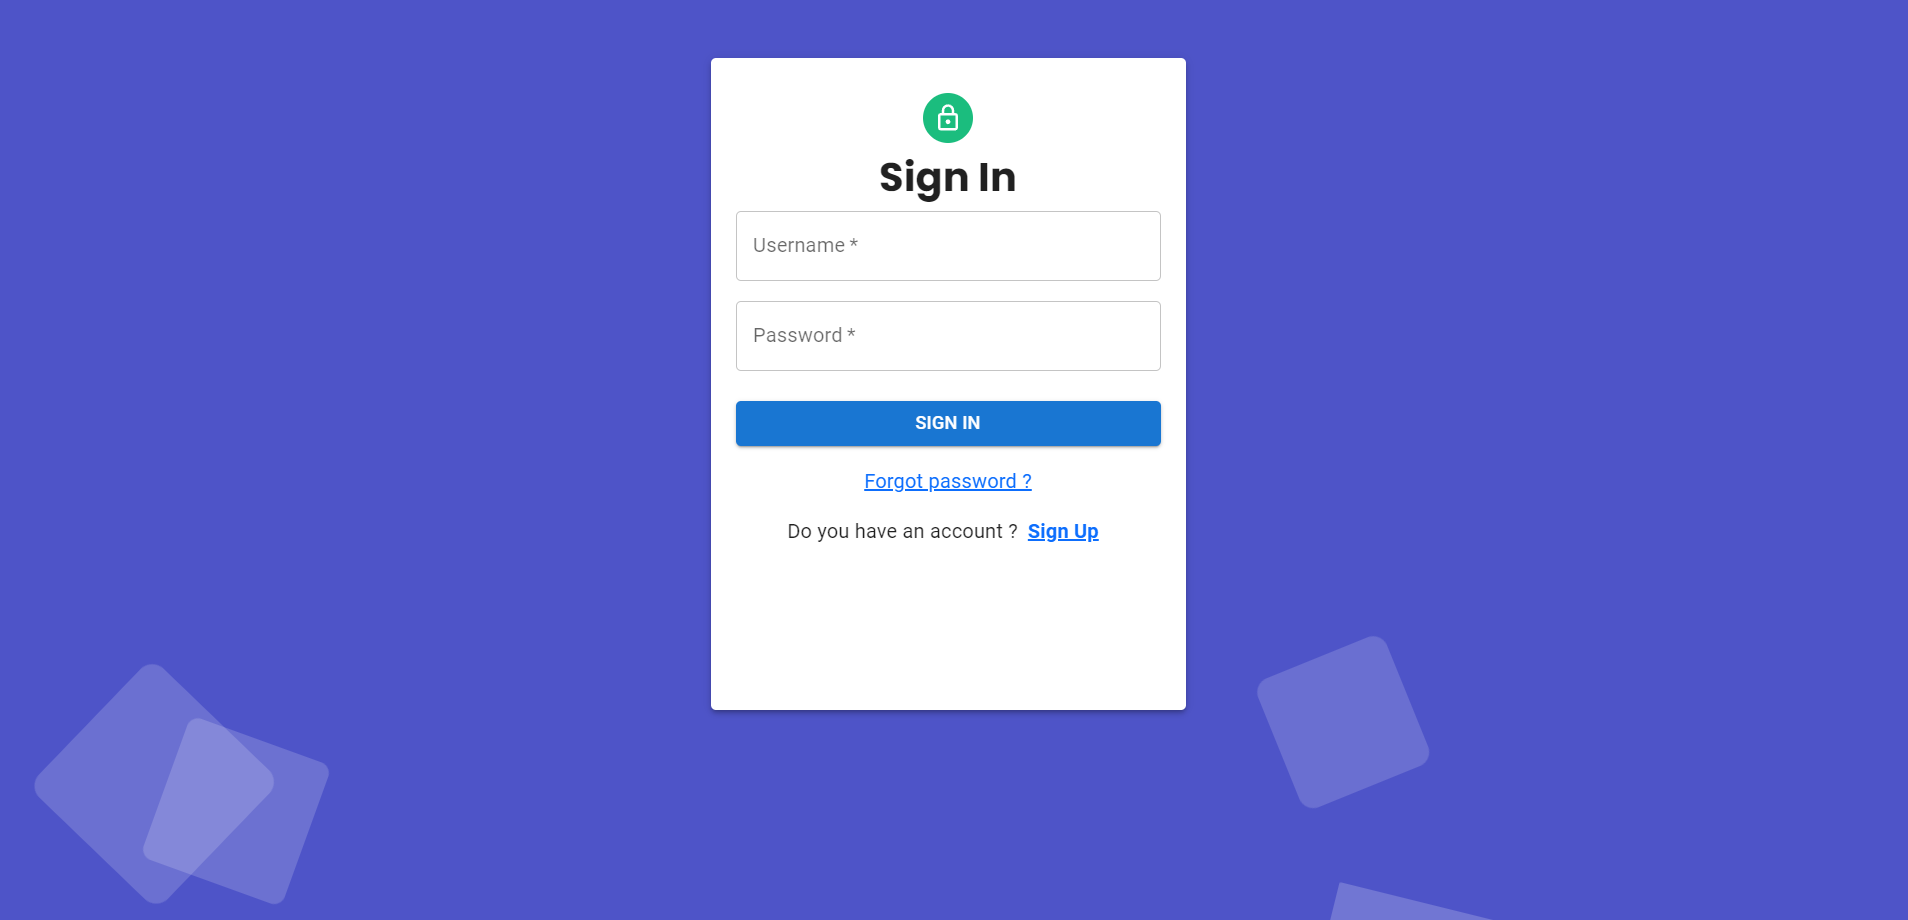 Sign In
Username *
Password *
SIGN IN
Forgot password ?
Do you have an account ? Sign Up